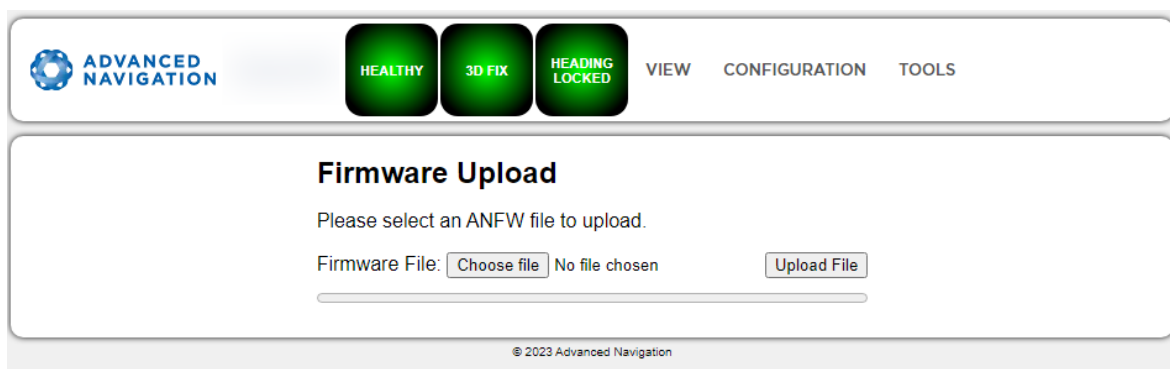 ADVANCED
NAVIGATION
HEALTHY
3D FIX
HEADING
LOCKED
VIEW
CONFIGURATION
TOOLS
Firmware Upload
Please select an ANFW file to upload.
Firmware File: Choose file No file chosen Upload File
© 2023 Advanced Navigation